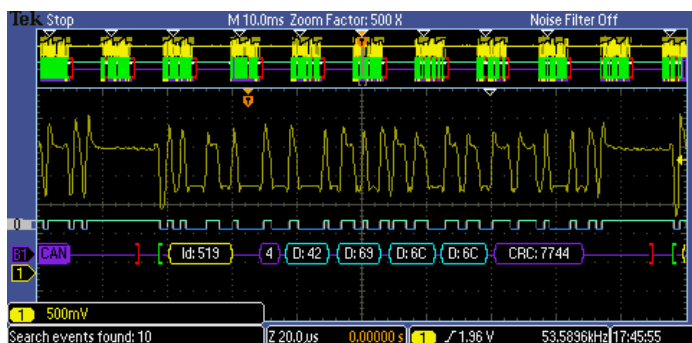 Tek Stop M 10.0ms Zoom Factor: 500 X Noise Filter Off
B1 CAN Id: 519 4 D: 42 D: 69 D: 6C D: 6C CRC: 7744
1
1 500mV
Search events found: 10 Z 20.0µs 0.00000 s 1 1.96 V 53.5896kHz 17:45:55